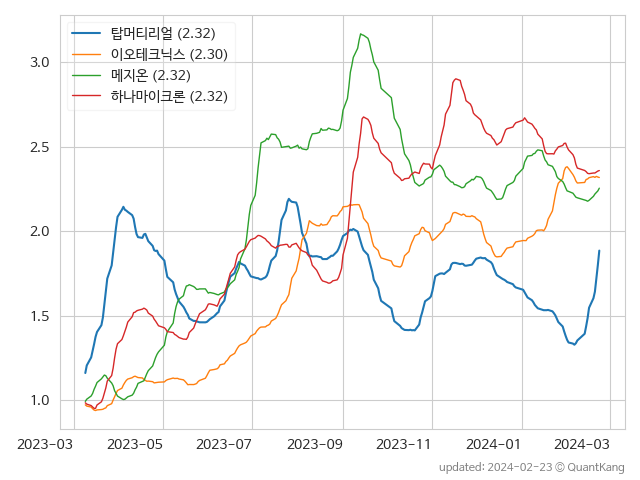 탑머티리얼 (2.32)
이오테크닉스 (2.30)
메지온 (2.32)
하나마이크론 (2.32)
3.0
2.5
2.0
1.5
1.0
2023-03 2023-05 2023-07 2023-09 2023-11 2024-01 2024-03
updated: 2024-02-23 © QuantKang